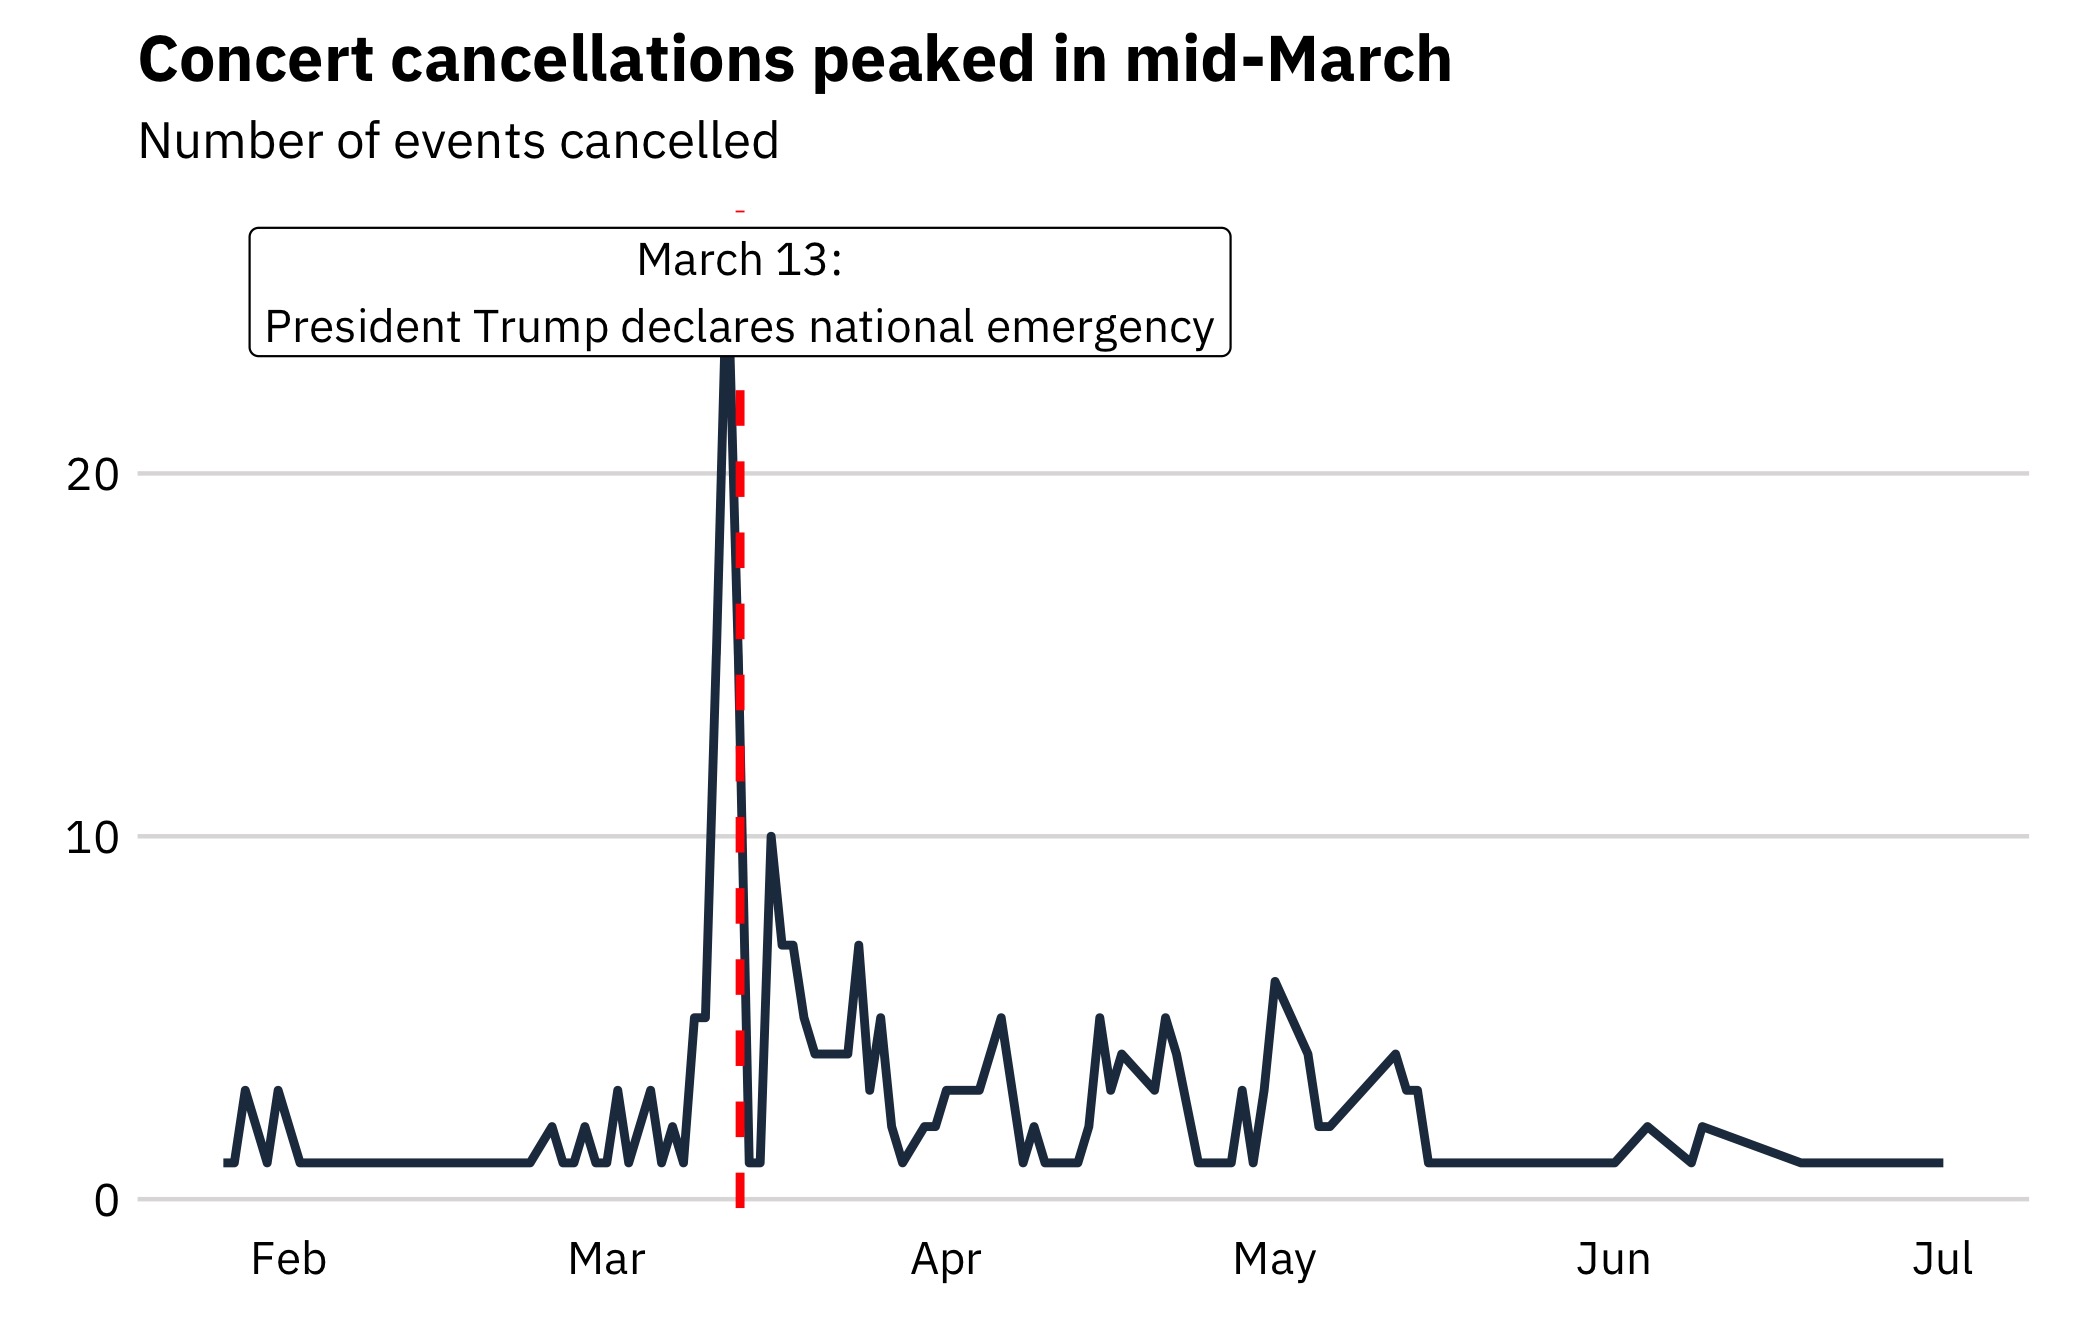 Concert cancellations peaked in mid-March
Number of events cancelled
March 13:
President Trump declares national emergency
20
10
0
Feb Mar Apr May Jun Jul